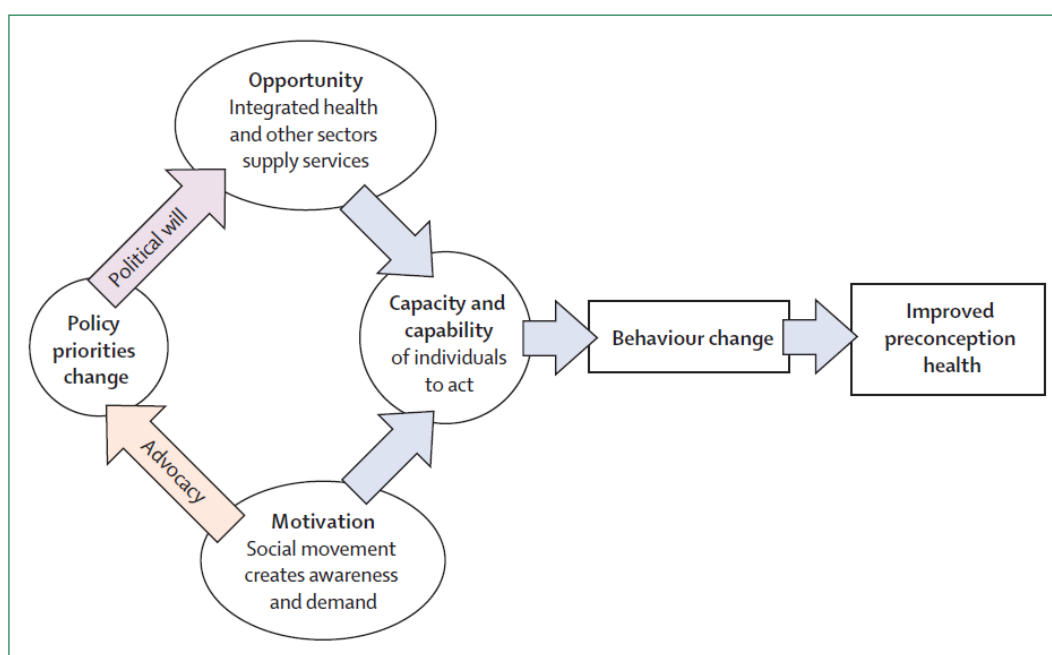 Opportunity
Integrated health
and other sectors
supply services
Political will
Policy
priorities
change
Capacity and
capability
of individuals
to act
Behaviour change
Improved
preconception
health
Advocacy
Motivation
Social movement
creates awareness
and demand